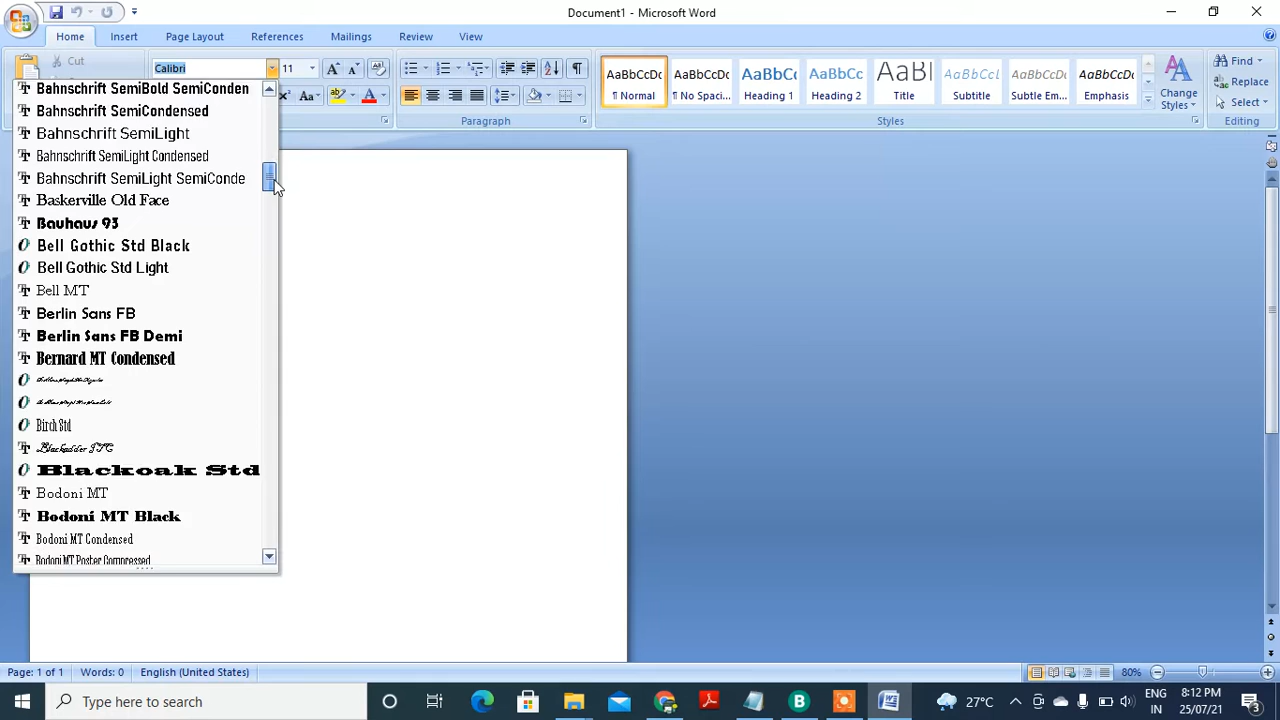 Document1 - Microsoft Word
Home Insert Page Layout References Mailings Review View
Cut
Calibri 11
AaBbCcDc AaBbCcDc AaBbC AaBbCc AaBb AaBbCc. AaBbCcDc AaBbCcDc
¶ Normal ¶ No Spaci... Heading 1 Heading 2 Title Subtitle Subtle Em... Emphasis
Change Styles
Find
Replace
Select
Paragraph Styles Editing
Bahnschrift SemiBold SemiConden
Bahnschrift SemiCondensed
Bahnschrift SemiLight
Bahnschrift SemiLight Condensed
Bahnschrift SemiLight SemiConde
Baskerville Old Face
Bauhaus 93
Bell Gothic Std Black
Bell Gothic Std Light
Bell MT
Berlin Sans FB
Berlin Sans FB Demi
Bernard MT Condensed
Birch Std
Blackadder ITC
Blackoak Std
Bodoni MT
Bodoni MT Black
Bodoni MT Condensed
Bodoni MT Poster Compressed
Page: 1 of 1 Words: 0 English (United States) 80%
Type here to search
27°C
ENG
IN
8:12 PM
25/07/21
3